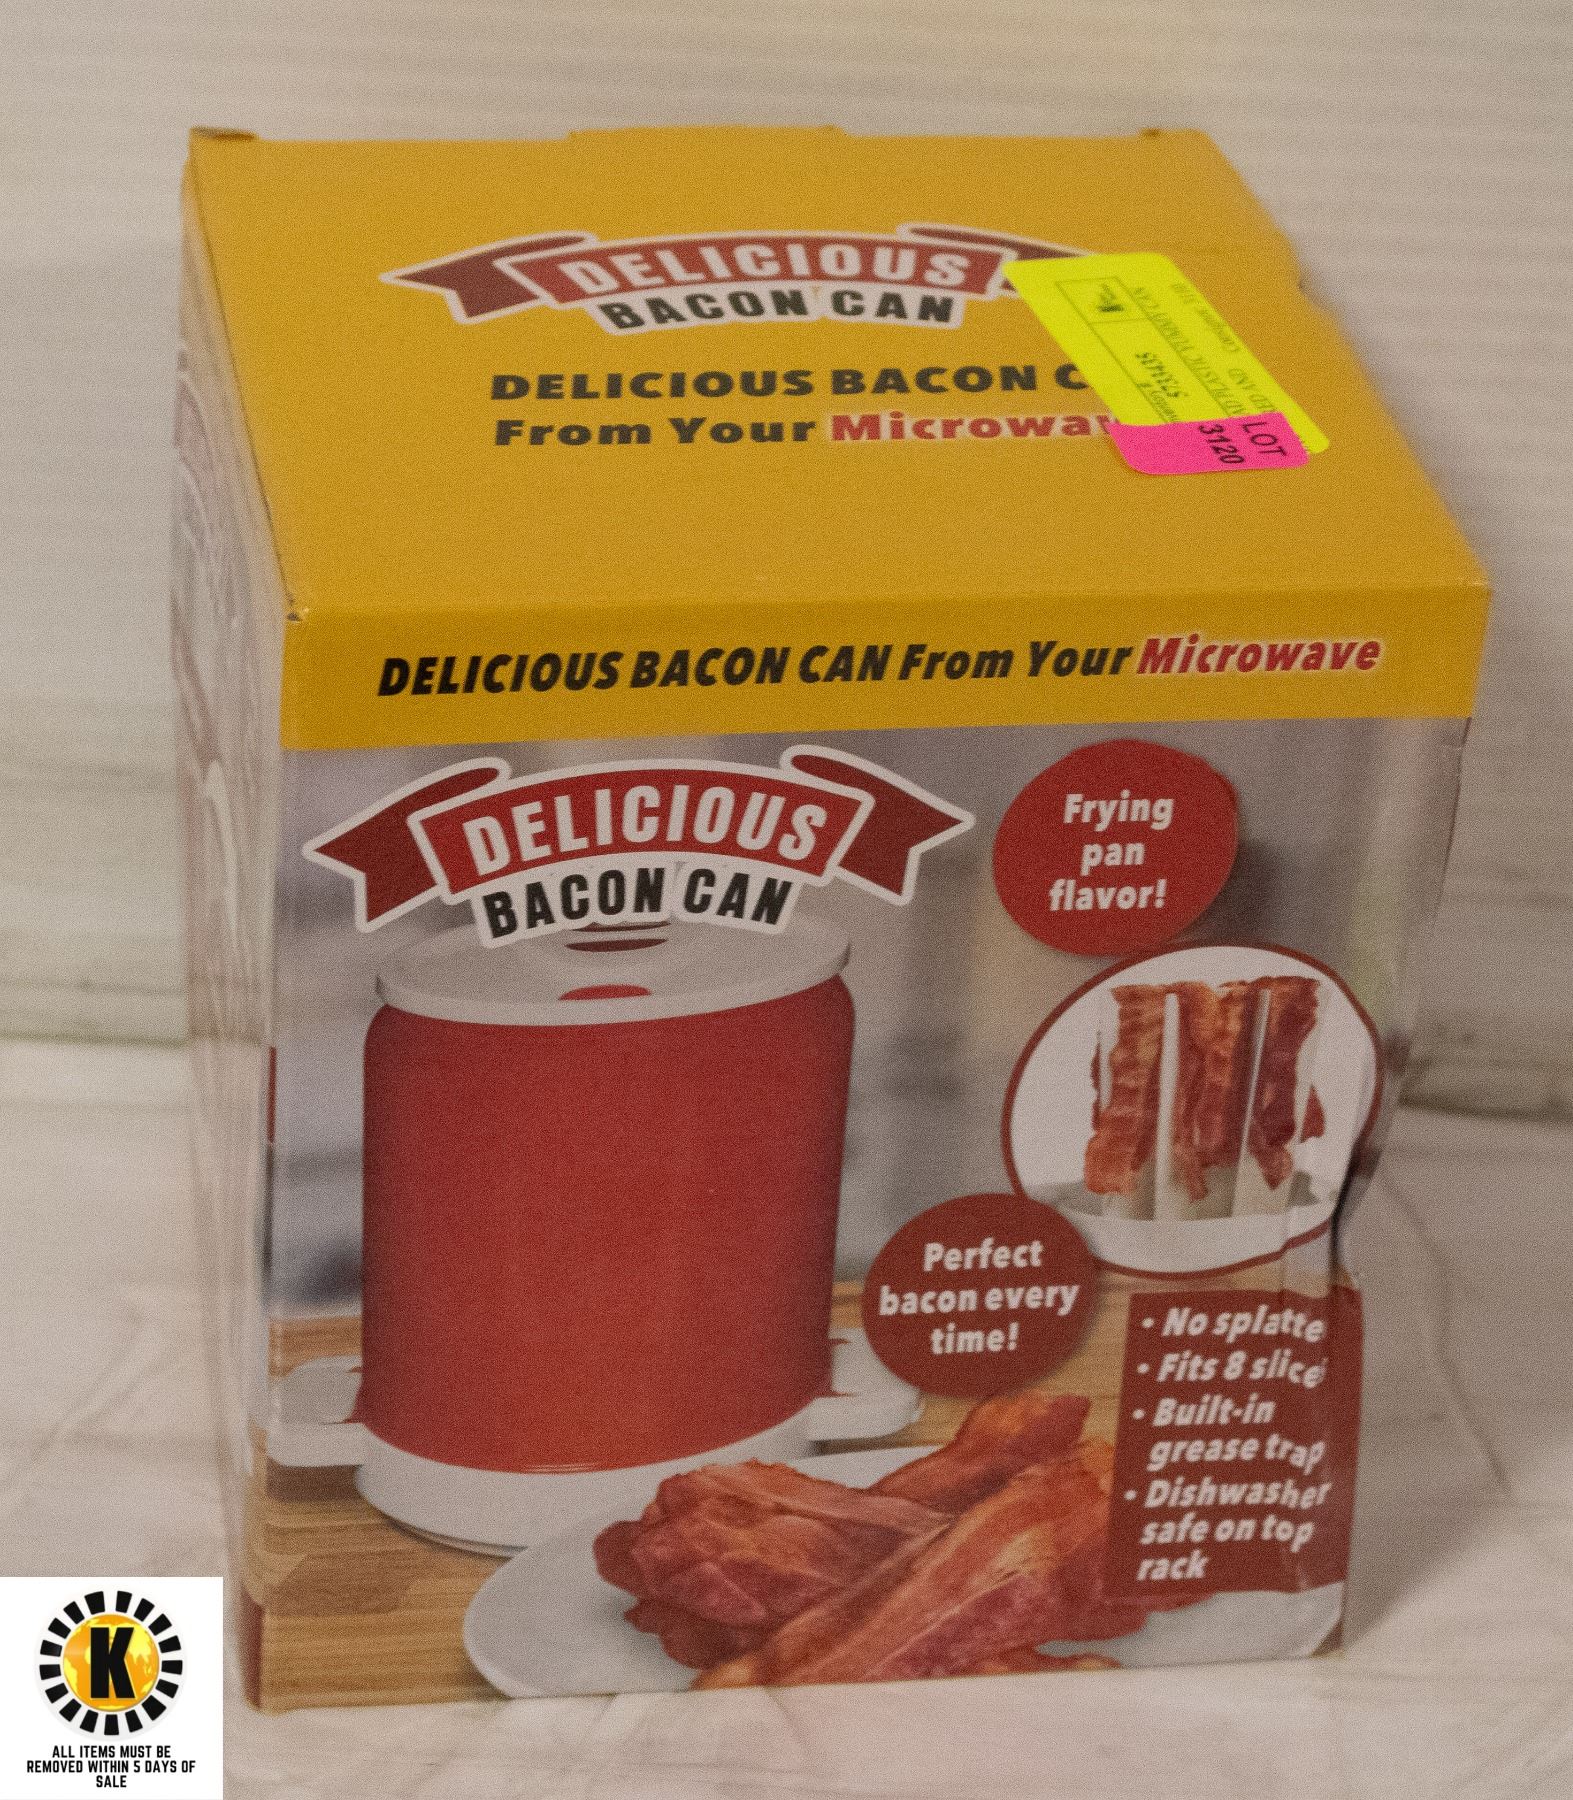 DELICIOUS
BACON CAN
DELICIOUS BACON C
From Your Microwav
LOT
3120
DELICIOUS BACON CAN From Your Microwave
DELICIOUS
BACON CAN
Frying
pan
flavor!
Perfect
bacon every
time!
• No splatte
• Fits 8 slice
• Built-in
grease trap
• Dishwasher
safe on top
rack
K
ALL ITEMS MUST BE
REMOVED WITHIN 5 DAYS OF
SALE